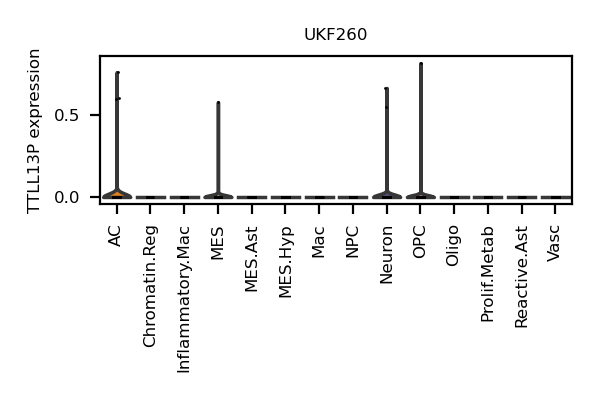 UKF260
TTLL13P expression
0.5
0.0
AC
Chromatin.Reg
Inflammatory.Mac
MES
MES.Ast
MES.Hyp
Mac
NPC
Neuron
OPC
Oligo
Prolif.Metab
Reactive.Ast
Vasc